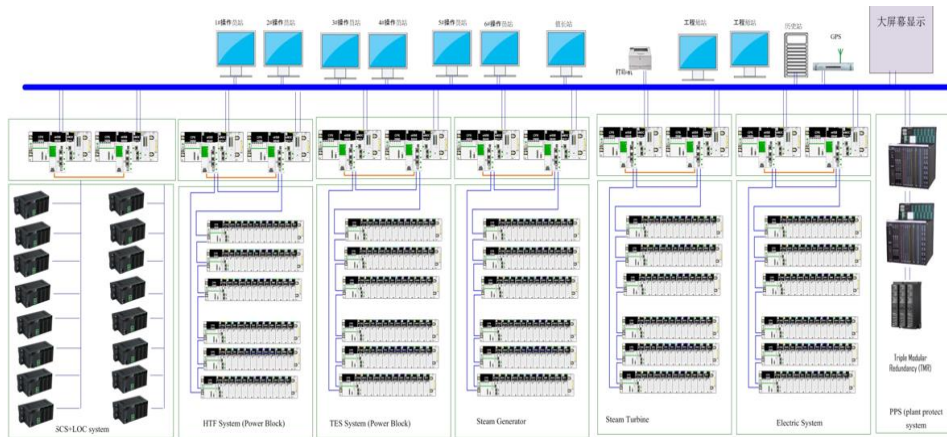 1#操作员站
2#操作员站
3#操作员站
4#操作员站
5#操作员站
6#操作员站
值长站
打印机
工程师站
工程师站
历史站
GPS
大屏幕显示
SCS+LOC system
HTF System (Power Block)
TES System (Power Block)
Steam Generator
Steam Turbine
Electric System
Triple Modular
Redundancy (TMR)
PPS (plant protect
system